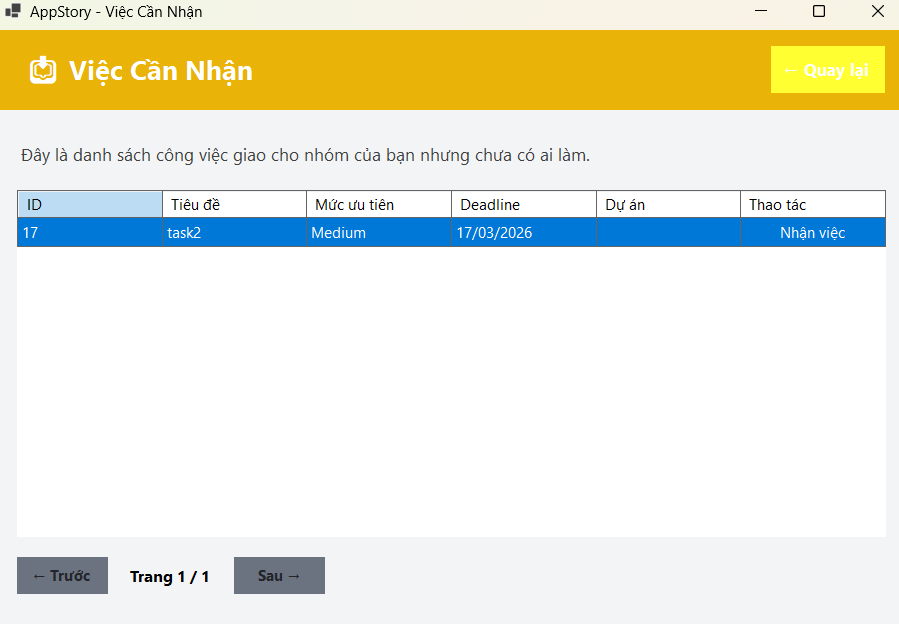 AppStory - Việc Cần Nhận
Việc Cần Nhận
← Quay lại
Đây là danh sách công việc giao cho nhóm của bạn nhưng chưa có ai làm.
ID Tiêu đề Mức ưu tiên Deadline Dự án Thao tác
17 task2 Medium 17/03/2026 Nhận việc
← Trước Trang 1 / 1 Sau →